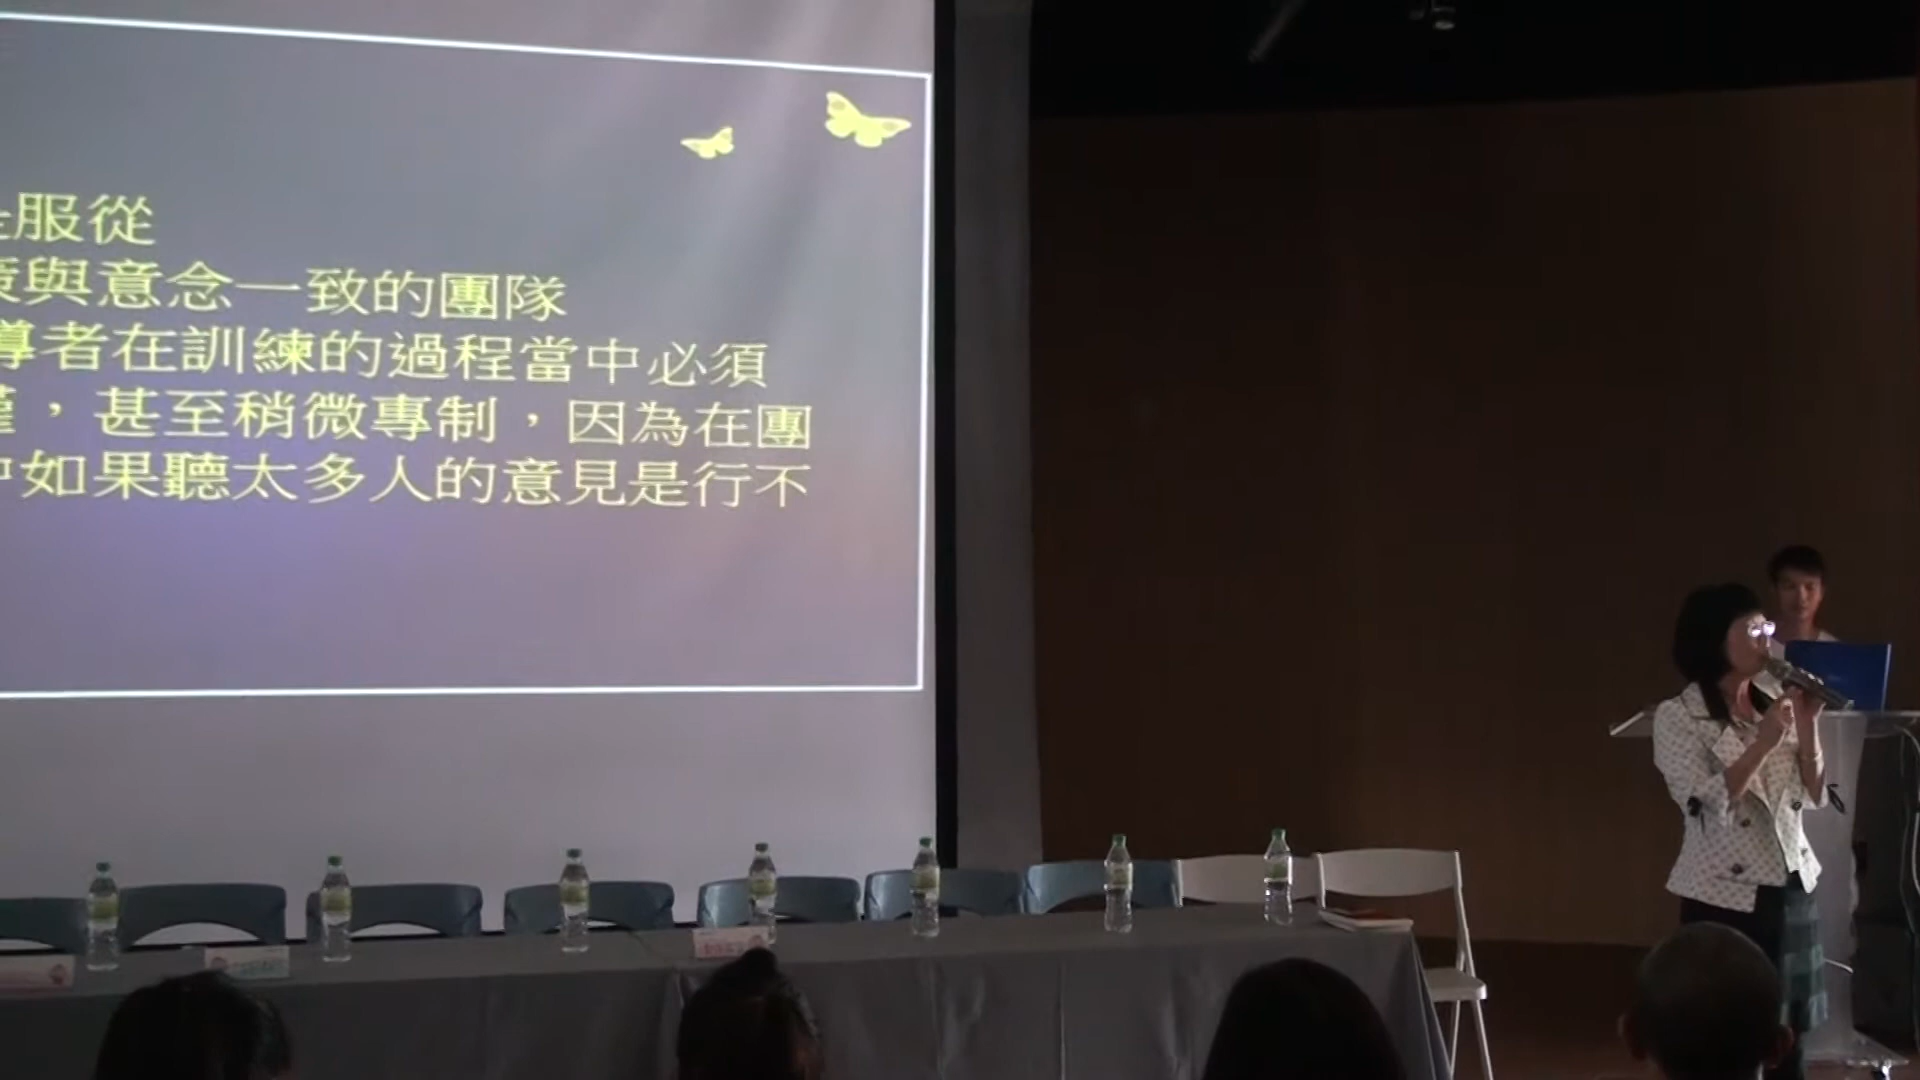 服從
與意念一致的團隊
導者在訓練的過程當中必須
，甚至稍微專制，因為在團
中如果聽太多人的意見是行不